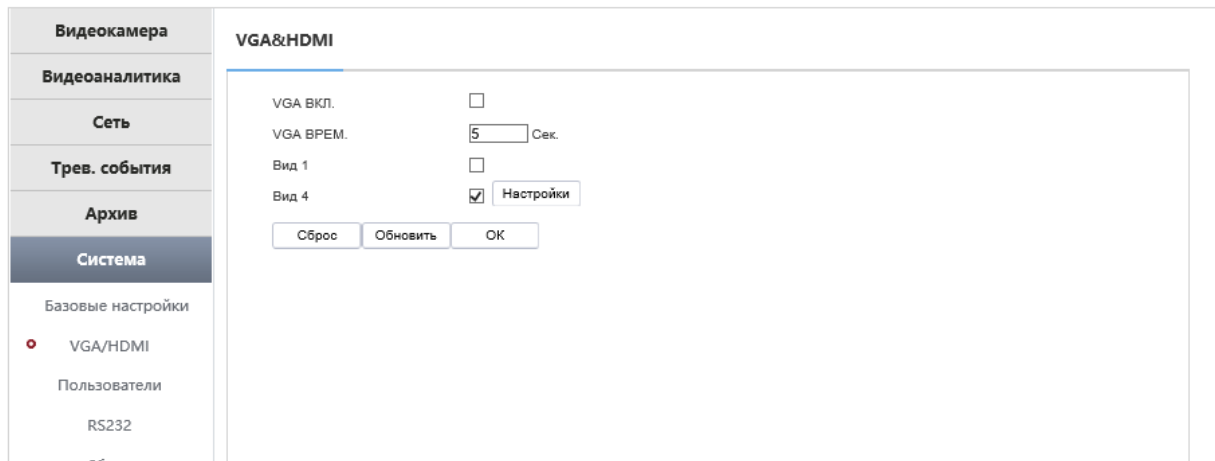 Видеокамера
Видеоаналитика
Сеть
Трев. события
Архив
Система
Базовые настройки
VGA/HDMI
Пользователи
RS232
VGA&HDMI
VGA ВКЛ.
VGA ВРЕМ. 5 Сек.
Вид 1
Вид 4 Настройки
Сброс Обновить ОК